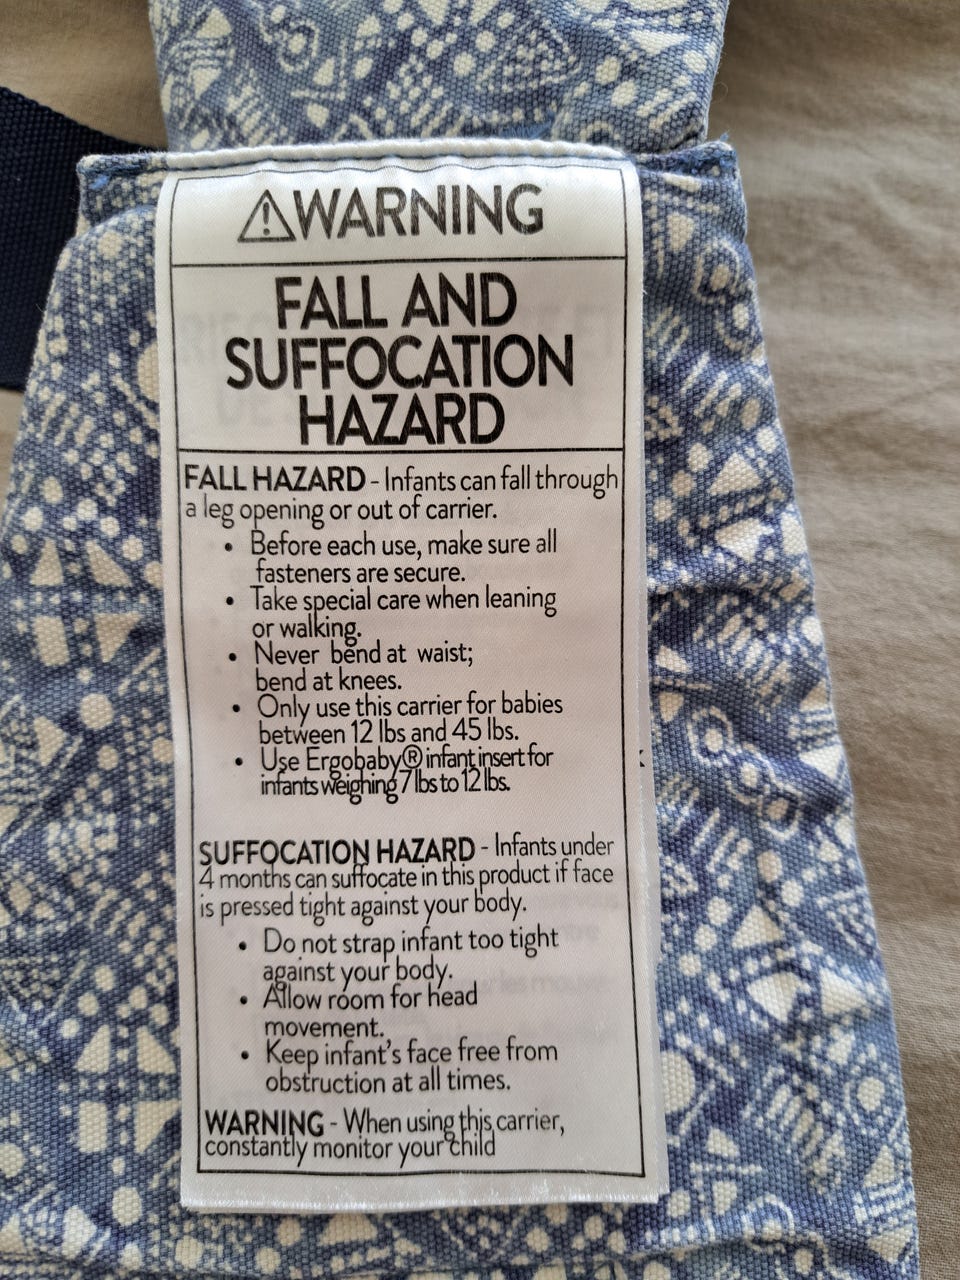 ⚠WARNING
FALL AND
SUFFOCATION
HAZARD
FALL HAZARD - Infants can fall through
a leg opening or out of carrier.
• Before each use, make sure all
fasteners are secure.
• Take special care when leaning
or walking.
• Never bend at waist;
bend at knees.
• Only use this carrier for babies
between 12 lbs and 45 lbs.
• Use Ergobaby® infant insert for
infants weighing 7 lbs to 12 lbs.
SUFFOCATION HAZARD - Infants under
4 months can suffocate in this product if face
is pressed tight against your body.
• Do not strap infant too tight
against your body.
• Allow room for head
movement.
• Keep infant's face free from
obstruction at all times.
WARNING - When using this carrier,
constantly monitor your child